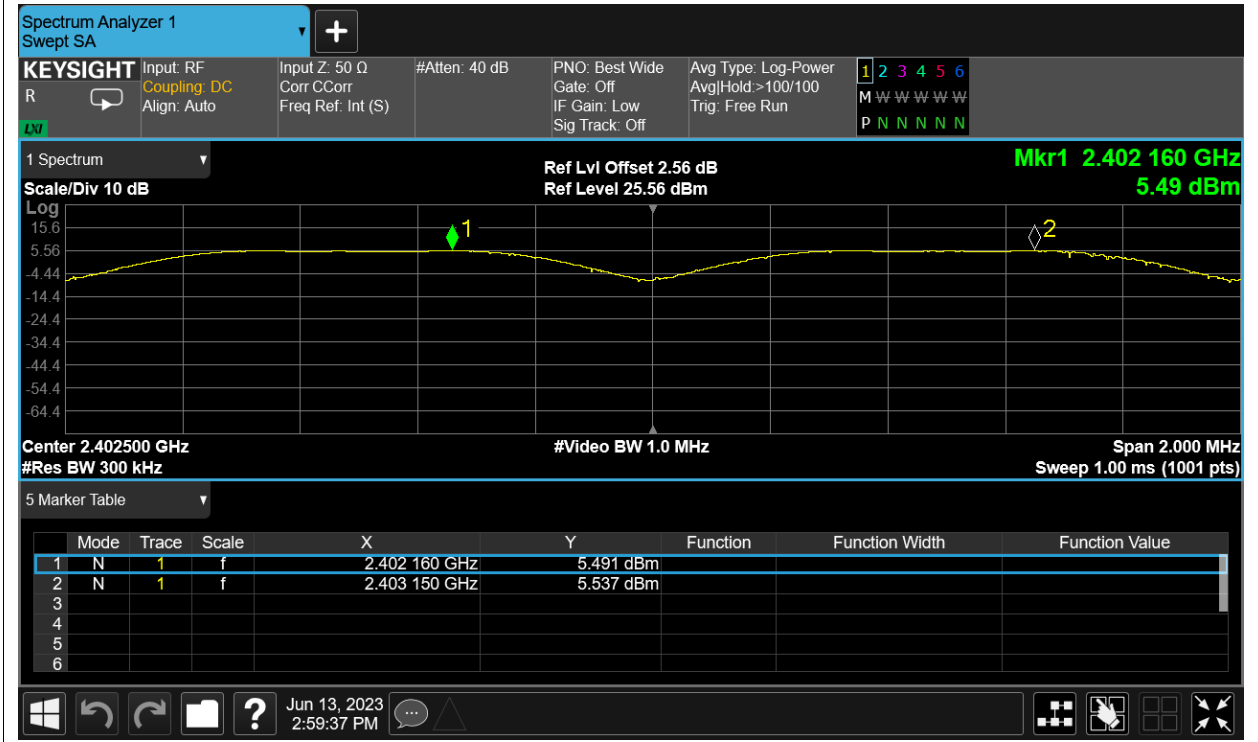 Spectrum Analyzer 1
Swept SA
+
KEYSIGHT
R
LXI
Input: RF
Coupling: DC
Align: Auto
Input Z: 50 Ω
Corr CCorr
Freq Ref: Int (S)
#Atten: 40 dB
PNO: Best Wide
Gate: Off
IF Gain: Low
Sig Track: Off
Avg Type: Log-Power
Avg|Hold:>100/100
Trig: Free Run
1 2 3 4 5 6
M W W W W W
P N N N N N
1 Spectrum
Scale/Div 10 dB
Ref Lvl Offset 2.56 dB
Ref Level 25.56 dBm
Mkr1 2.402 160 GHz
5.49 dBm
Log
15.6
5.56
-4.44
-14.4
-24.4
-34.4
-44.4
-54.4
-64.4
1
2
Center 2.402500 GHz
#Res BW 300 kHz
#Video BW 1.0 MHz
Span 2.000 MHz
Sweep 1.00 ms (1001 pts)
5 Marker Table
Mode Trace Scale X Y Function Function Width Function Value
1 N 1 f 2.402 160 GHz 5.491 dBm
2 N 1 f 2.403 150 GHz 5.537 dBm
3
4
5
6
?
Jun 13, 2023
2:59:37 PM